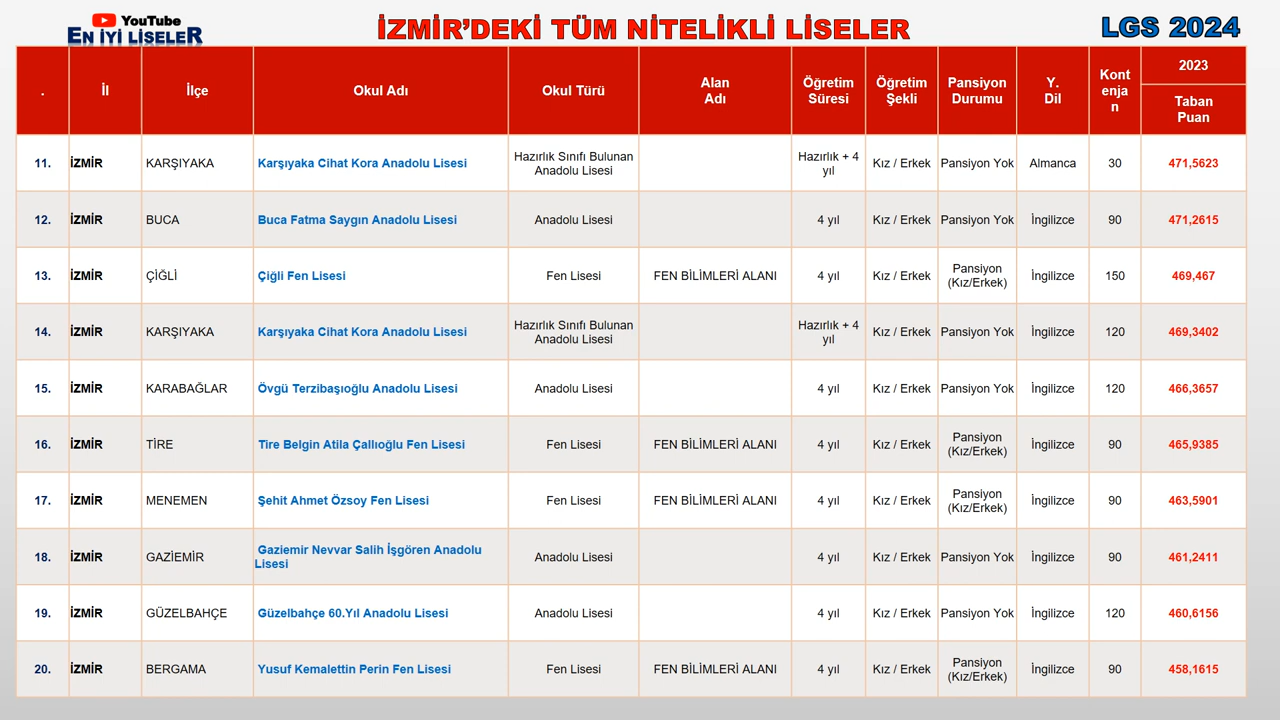 YouTube
EN İYİ LİSELER
İZMİR’DEKİ TÜM NİTELİKLİ LİSELER
LGS 2024
. İl İlçe Okul Adı Okul Türü Alan Adı Öğretim Süresi Öğretim Şekli Pansiyon Durumu Y. Dil Kontenjan 2023 Taban Puan
11. İZMİR KARŞIYAKA Karşıyaka Cihat Kora Anadolu Lisesi Hazırlık Sınıfı Bulunan Anadolu Lisesi Hazırlık + 4 yıl Kız / Erkek Pansiyon Yok Almanca 30 471,5623
12. İZMİR BUCA Buca Fatma Saygın Anadolu Lisesi Anadolu Lisesi 4 yıl Kız / Erkek Pansiyon Yok İngilizce 90 471,2615
13. İZMİR ÇİĞLİ Çiğli Fen Lisesi Fen Lisesi FEN BİLİMLERİ ALANI 4 yıl Kız / Erkek Pansiyon (Kız/Erkek) İngilizce 150 469,467
14. İZMİR KARŞIYAKA Karşıyaka Cihat Kora Anadolu Lisesi Hazırlık Sınıfı Bulunan Anadolu Lisesi Hazırlık + 4 yıl Kız / Erkek Pansiyon Yok İngilizce 120 469,3402
15. İZMİR KARABAĞLAR Övgü Terzibaşıoğlu Anadolu Lisesi Anadolu Lisesi 4 yıl Kız / Erkek Pansiyon Yok İngilizce 120 466,3657
16. İZMİR TİRE Tire Belgin Atila Çallıoğlu Fen Lisesi Fen Lisesi FEN BİLİMLERİ ALANI 4 yıl Kız / Erkek Pansiyon (Kız/Erkek) İngilizce 90 465,9385
17. İZMİR MENEMEN Şehit Ahmet Özsoy Fen Lisesi Fen Lisesi FEN BİLİMLERİ ALANI 4 yıl Kız / Erkek Pansiyon (Kız/Erkek) İngilizce 90 463,5901
18. İZMİR GAZİEMİR Gaziemir Nevvar Salih İşgören Anadolu Lisesi Anadolu Lisesi 4 yıl Kız / Erkek Pansiyon Yok İngilizce 90 461,2411
19. İZMİR GÜZELBAHÇE Güzelbahçe 60.Yıl Anadolu Lisesi Anadolu Lisesi 4 yıl Kız / Erkek Pansiyon Yok İngilizce 120 460,6156
20. İZMİR BERGAMA Yusuf Kemalettin Perin Fen Lisesi Fen Lisesi FEN BİLİMLERİ ALANI 4 yıl Kız / Erkek Pansiyon (Kız/Erkek) İngilizce 90 458,1615